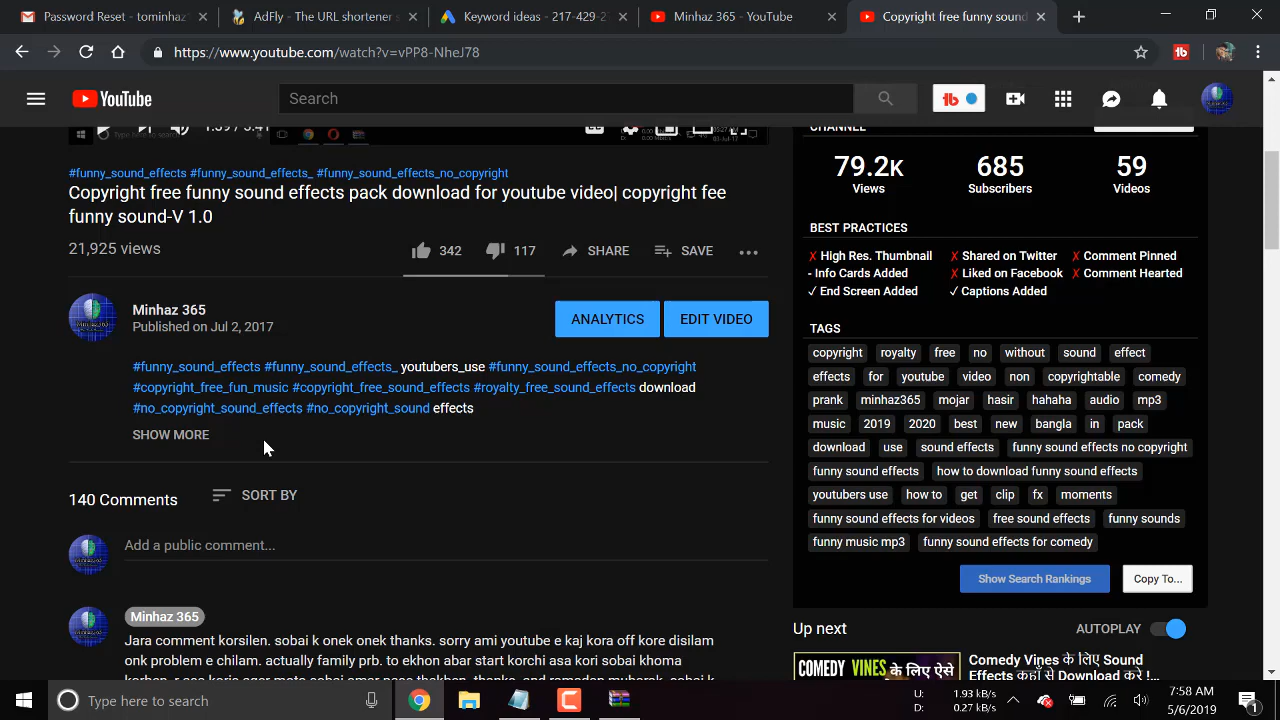 Password Reset - tominhaz
AdFly - The URL shortener s
Keyword ideas - 217-429-2
Minhaz 365 - YouTube
Copyright free funny sound
https://www.youtube.com/watch?v=vPP8-NheJ78
YouTube
Search
#funny_sound_effects #funny_sound_effects_ #funny_sound_effects_no_copyright
Copyright free funny sound effects pack download for youtube video| copyright fee
funny sound-V 1.0
21,925 views
342
117
SHARE
SAVE
Minhaz 365
Published on Jul 2, 2017
ANALYTICS
EDIT VIDEO
#funny_sound_effects #funny_sound_effects_ youtubers_use #funny_sound_effects_no_copyright
#copyright_free_fun_music #copyright_free_sound_effects #royalty_free_sound_effects download
#no_copyright_sound_effects #no_copyright_sound effects
SHOW MORE
140 Comments
SORT BY
Add a public comment...
Minhaz 365
Jara comment korsilen. sobai k onek onek thanks. sorry ami youtube e kaj kora off kore disilam
onk problem e chilam. actually family prb. to ekhon abar start korchi asa kori sobai khoma
CHANNEL
79.2K
Views
685
Subscribers
59
Videos
BEST PRACTICES
✗ High Res. Thumbnail
✗ Shared on Twitter
✗ Comment Pinned
- Info Cards Added
✗ Liked on Facebook
✗ Comment Hearted
✓ End Screen Added
✓ Captions Added
TAGS
copyright royalty free no without sound effect
effects for youtube video non copyrightable comedy
prank minhaz365 mojar hasir hahaha audio mp3
music 2019 2020 best new bangla in pack
download use sound effects funny sound effects no copyright
funny sound effects how to download funny sound effects
youtubers use how to get clip fx moments
funny sound effects for videos free sound effects funny sounds
funny music mp3 funny sound effects for comedy
Show Search Rankings
Copy To...
Up next
AUTOPLAY
COMEDY VINES के लिए ऐसे
Comedy Vines के लिए Sound
Effects कहाँ से Download करे !...
Type here to search
U: 1.93 kB/s
D: 0.27 kB/s
7:58 AM
5/6/2019
1